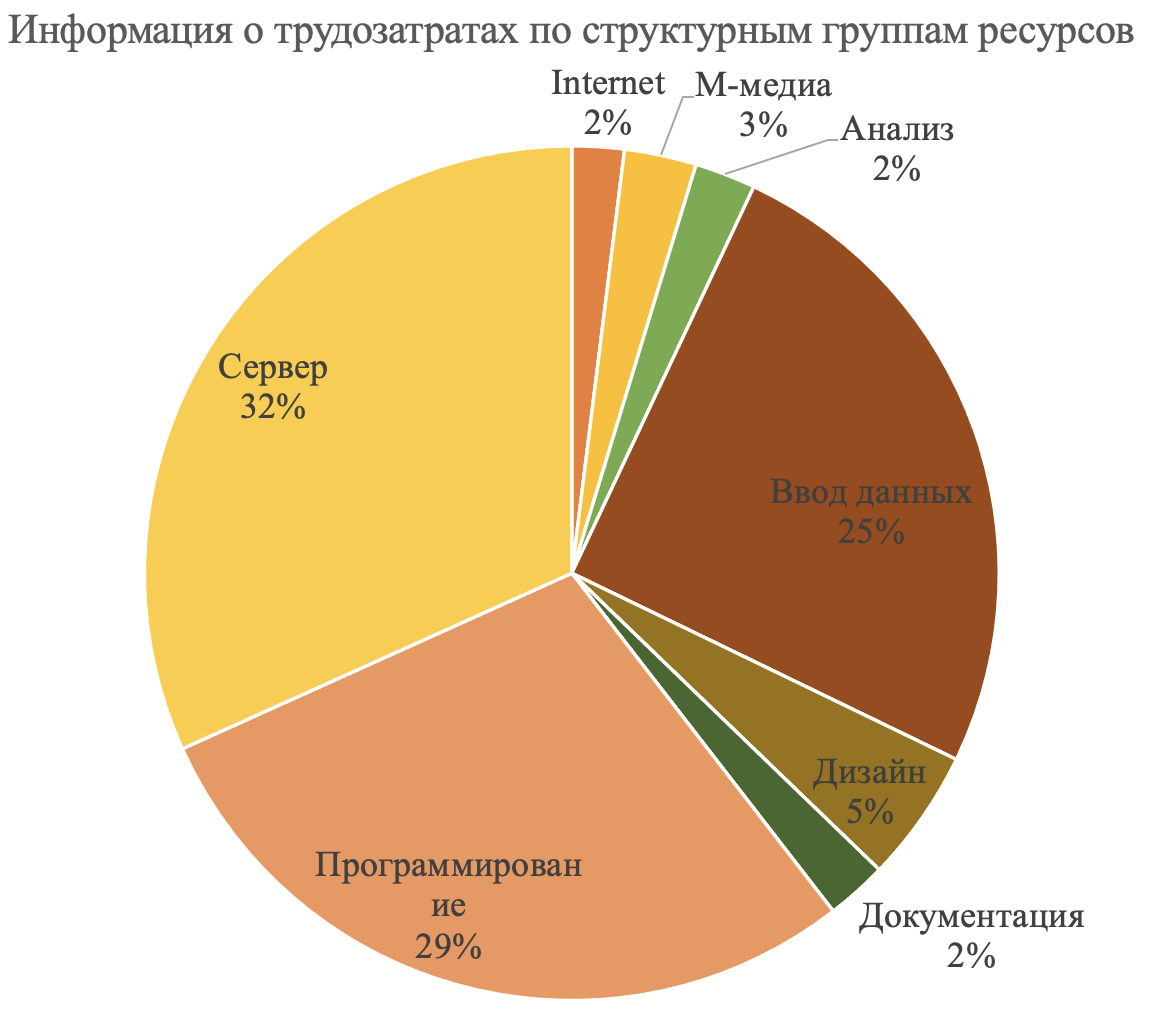 Информация о трудозатратах по структурным группам ресурсов
Internet
2%
М-медиа
3%
Анализ
2%
Сервер
32%
Ввод данных
25%
Дизайн
5%
Программирован
ие
29%
Документация
2%